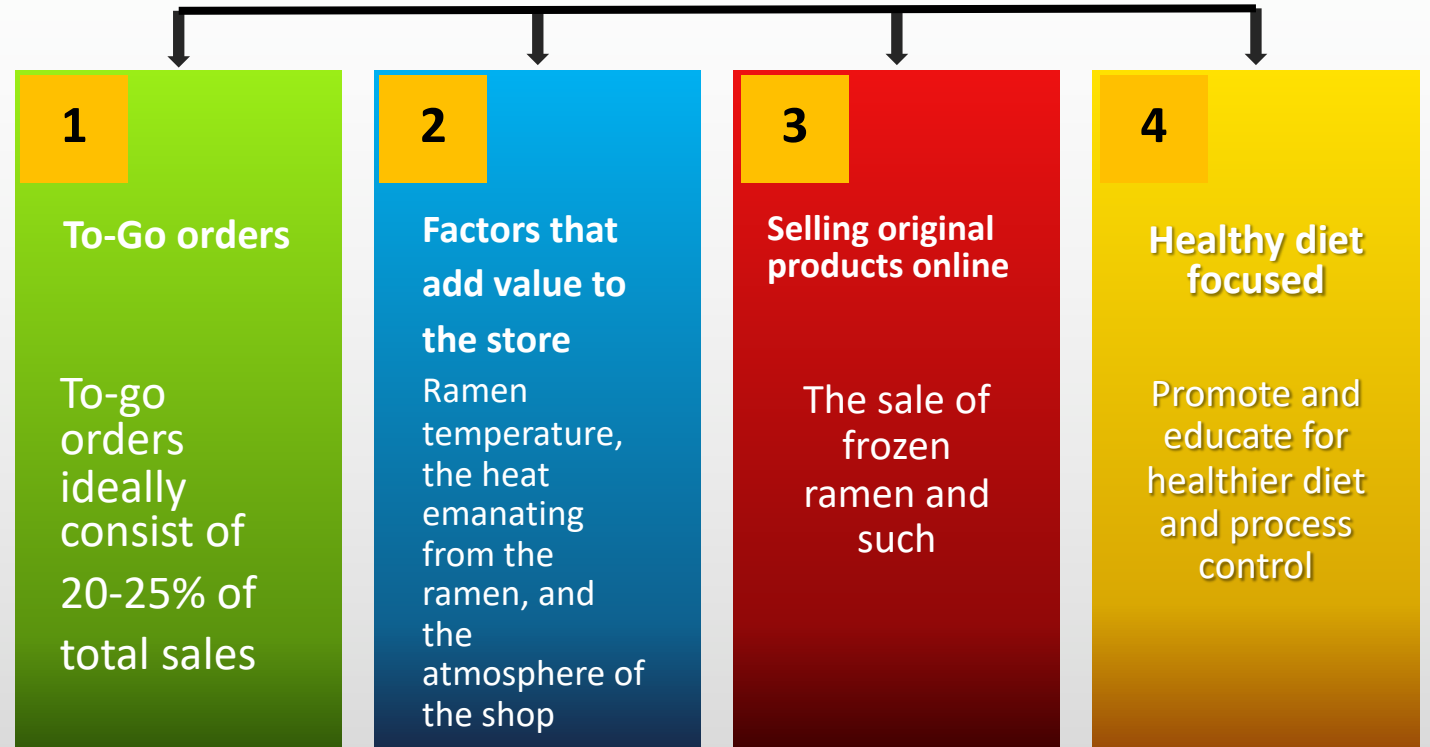 1
To-Go orders
To-go
orders
ideally
consist of
20-25% of
total sales
2
Factors that
add value to
the store
Ramen
temperature,
the heat
emanating
from the
ramen, and
the
atmosphere of
the shop
3
Selling original
products online
The sale of
frozen
ramen and
such
4
Healthy diet
focused
Promote and
educate for
healthier diet
and process
control